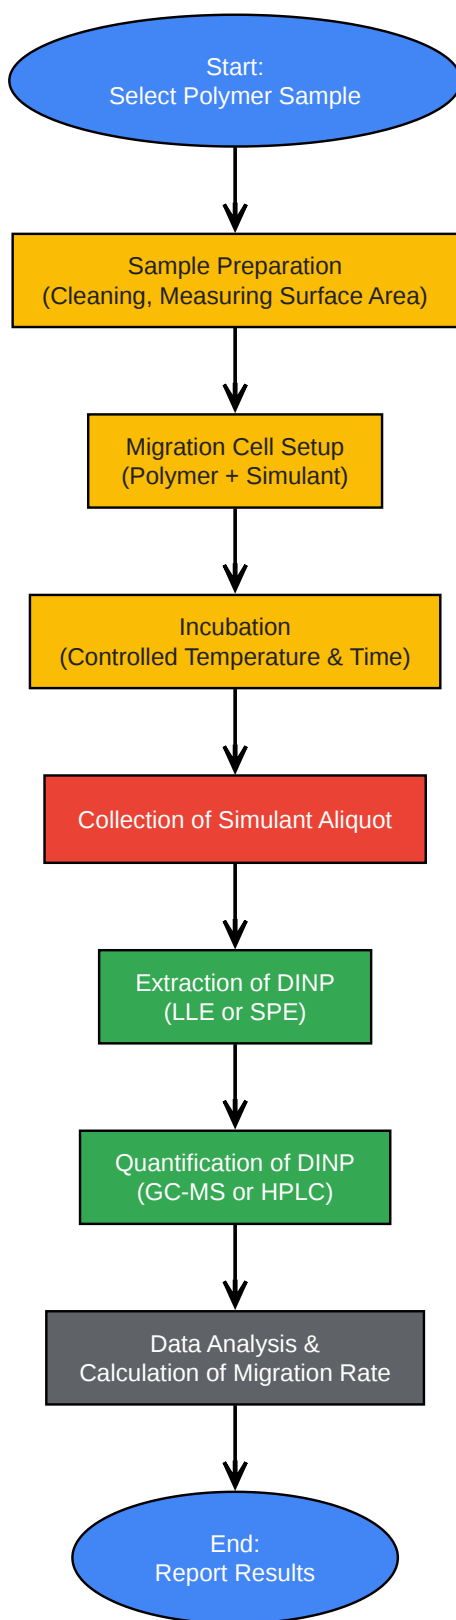 Start:
Select Polymer Sample
Sample Preparation
(Cleaning, Measuring Surface Area)
Migration Cell Setup
(Polymer + Simulant)
Incubation
(Controlled Temperature & Time)
Collection of Simulant Aliquot
Extraction of DINP
(LLE or SPE)
Quantification of DINP
(GC-MS or HPLC)
Data Analysis &
Calculation of Migration Rate
End:
Report Results